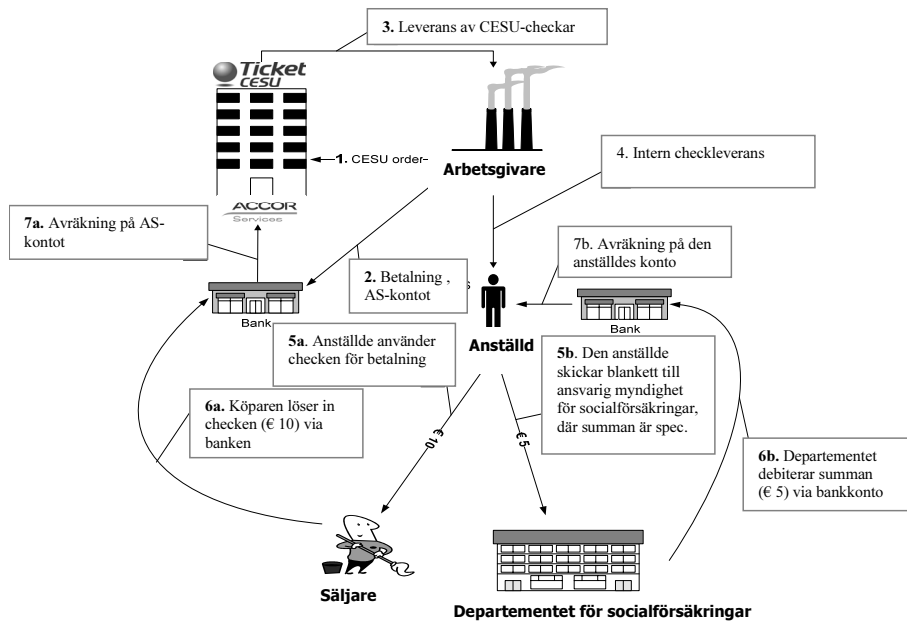 3. Leverans av CESU-checkar
Ticket
CESU
1. CESU order
Arbetsgivare
4. Intern checkleverans
ACCOR
Services
7a. Avräkning på AS-
kontot
7b. Avräkning på den
anställdes konto
2. Betalning ,
AS-kontot
s
Bank
Bank
Anställd
5a. Anställde använder
checken för betalning
5b. Den anställde
skickar blankett till
ansvarig myndighet
för socialförsäkringar,
där summan är spec.
6a. Köparen löser in
checken (€ 10) via
banken
€ 10
€ 5
6b. Departementet
debiterar summan
(€ 5) via bankkonto
Säljare
Departementet för socialförsäkringar